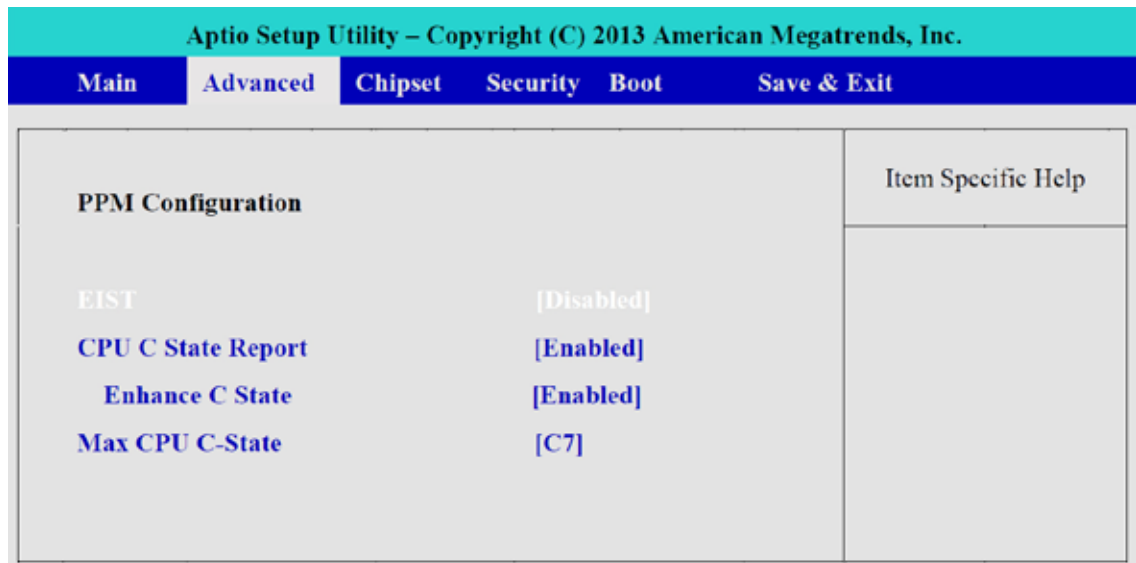 Aptio Setup Utility – Copyright (C) 2013 American Megatrends, Inc.
Main Advanced Chipset Security Boot Save & Exit
PPM Configuration
Item Specific Help
EIST [Disabled]
CPU C State Report [Enabled]
Enhance C State [Enabled]
Max CPU C-State [C7]